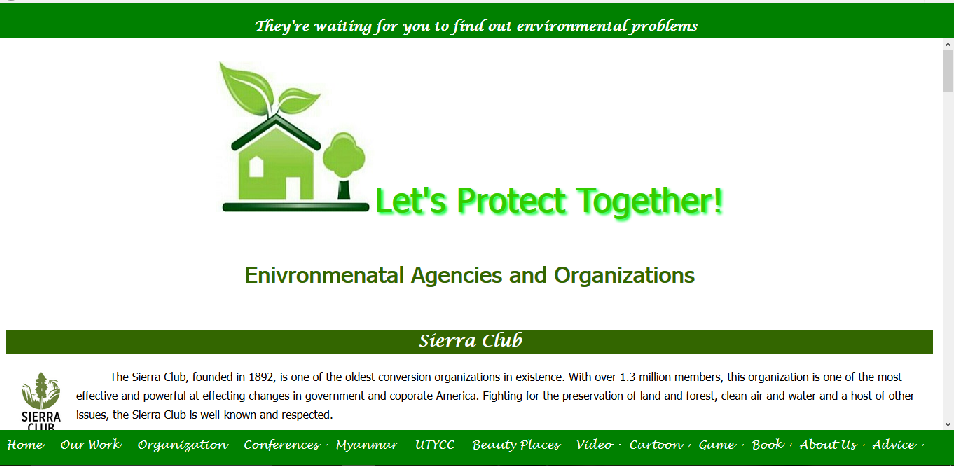 They're waiting for you to find out environmental problems
Let's Protect Together!
Enivronmenatal Agencies and Organizations
Sierra Club
The Sierra Club, founded in 1892, is one of the oldest conversion organizations in existence. With over 1.3 million members, this organization is one of the most
effective and powerful at effecting changes in government and coporate America. Fighting for the preservation of land and forest, clean air and water and a host of other
issues, the Sierra Club is well known and respected.
SIERRA
CLUB
Home Our Work Organization Conferences Myanmar UTYCC Beauty Places Video Cartoon Game Book About Us Advice